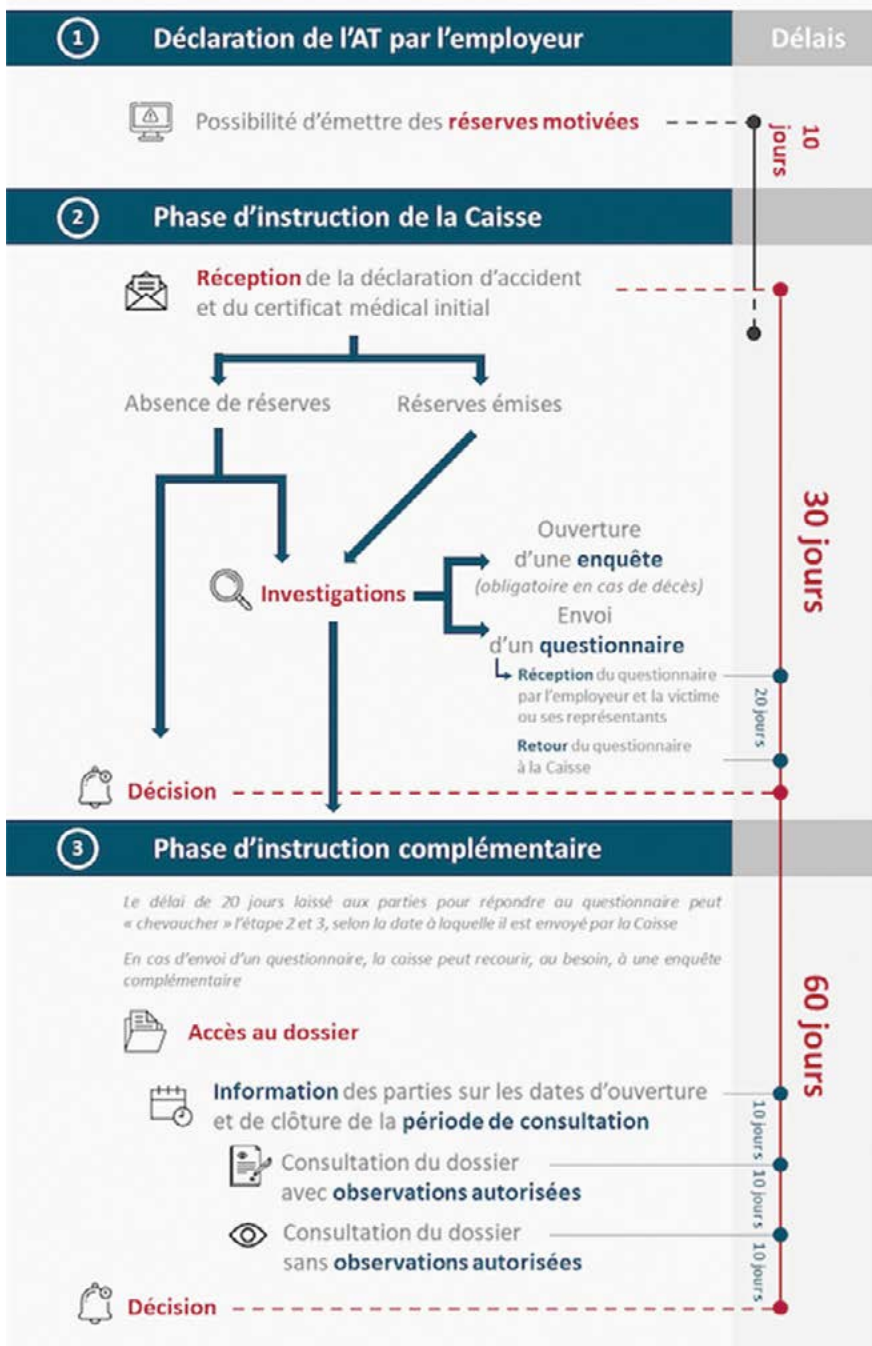 1 Déclaration de l'AT par l'employeur Délais
Possibilité d'émettre des réserves motivées
10
jours
2 Phase d'instruction de la Caisse
Réception de la déclaration d'accident
et du certificat médical initial
Absence de réserves Réserves émises
30 jours
Ouverture
d'une enquête
(obligatoire en cas de décès)
Investigations
Envoi
d'un questionnaire
Réception du questionnaire
par l'employeur et la victime
ou ses représentants
20 jours
Retour du questionnaire
à la Caisse
Décision
3 Phase d'instruction complémentaire
Le délai de 20 jours laissé aux parties pour répondre au questionnaire peut
« chevaucher » l'étape 2 et 3, selon la date à laquelle il est envoyé par la Caisse
En cas d'envoi d'un questionnaire, la caisse peut recourir, au besoin, à une enquête
complémentaire
60 jours
Accès au dossier
Information des parties sur les dates d'ouverture
et de clôture de la période de consultation
10 jours
Consultation du dossier
avec observations autorisées
10 jours
Consultation du dossier
sans observations autorisées
10 jours
Décision